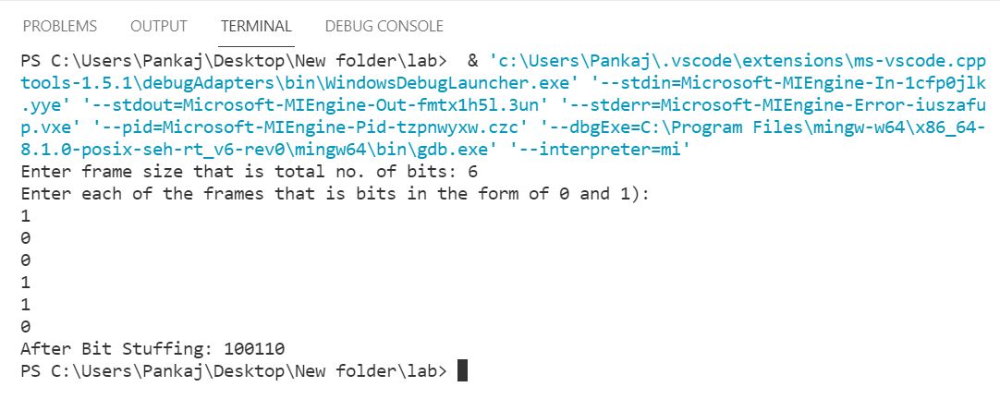 PROBLEMS OUTPUT TERMINAL DEBUG CONSOLE
PS C:\Users\Pankaj\Desktop\New folder\lab>  & 'c:\Users\Pankaj\.vscode\extensions\ms-vscode.cpp
tools-1.5.1\debugAdapters\bin\WindowsDebugLauncher.exe' '--stdin=Microsoft-MIEngine-In-1cfp0jlk
.yye' '--stdout=Microsoft-MIEngine-Out-fmtx1h5l.3un' '--stderr=Microsoft-MIEngine-Error-iuszafu
p.vxe' '--pid=Microsoft-MIEngine-Pid-tzpnwyxw.czc' '--dbgExe=C:\Program Files\mingw-w64\x86_64-
8.1.0-posix-seh-rt_v6-rev0\mingw64\bin\gdb.exe' '--interpreter=mi'
Enter frame size that is total no. of bits: 6
Enter each of the frames that is bits in the form of 0 and 1):
1
0
0
1
1
0
After Bit Stuffing: 100110
PS C:\Users\Pankaj\Desktop\New folder\lab>